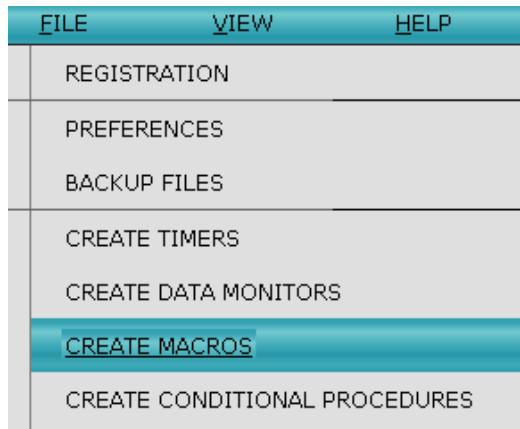 FILE VIEW HELP
REGISTRATION
PREFERENCES
BACKUP FILES
CREATE TIMERS
CREATE DATA MONITORS
CREATE MACROS
CREATE CONDITIONAL PROCEDURES